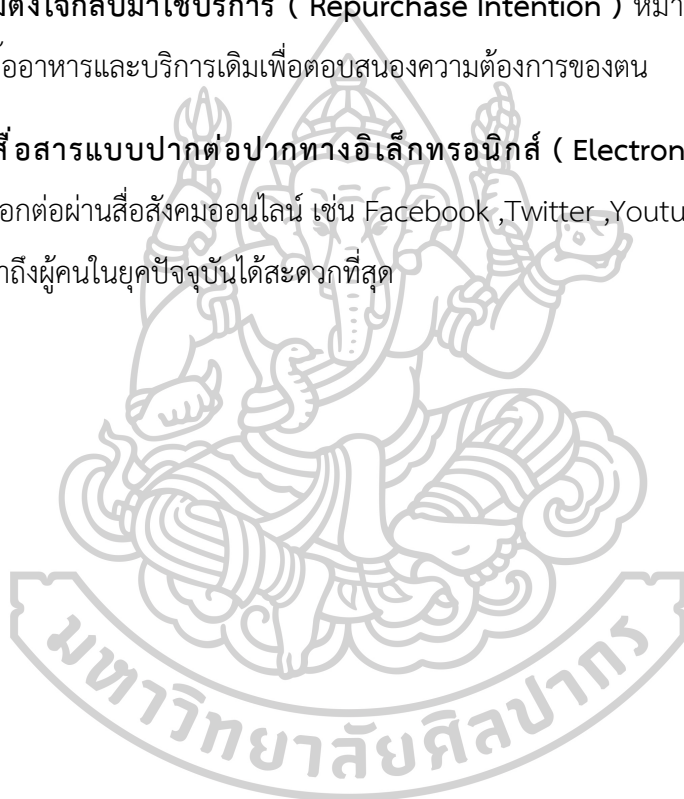 ตั้งใจกลับมาใช้บริการ ( Repurchase Intention )
ออาหารและบริการเดิมเพื่อตอบสนองความต้องการของตน
สื่อสารแบบปากต่อปากทางอิเล็กทรอนิกส์ ( Electron
อกต่อผ่านสื่อสังคมออนไลน์ เช่น Facebook ,Twitter ,Youtu
าถึงผู้คนในยุคปัจจุบันได้สะดวกที่สุด
มหาวิทยาลัยศิลปากร